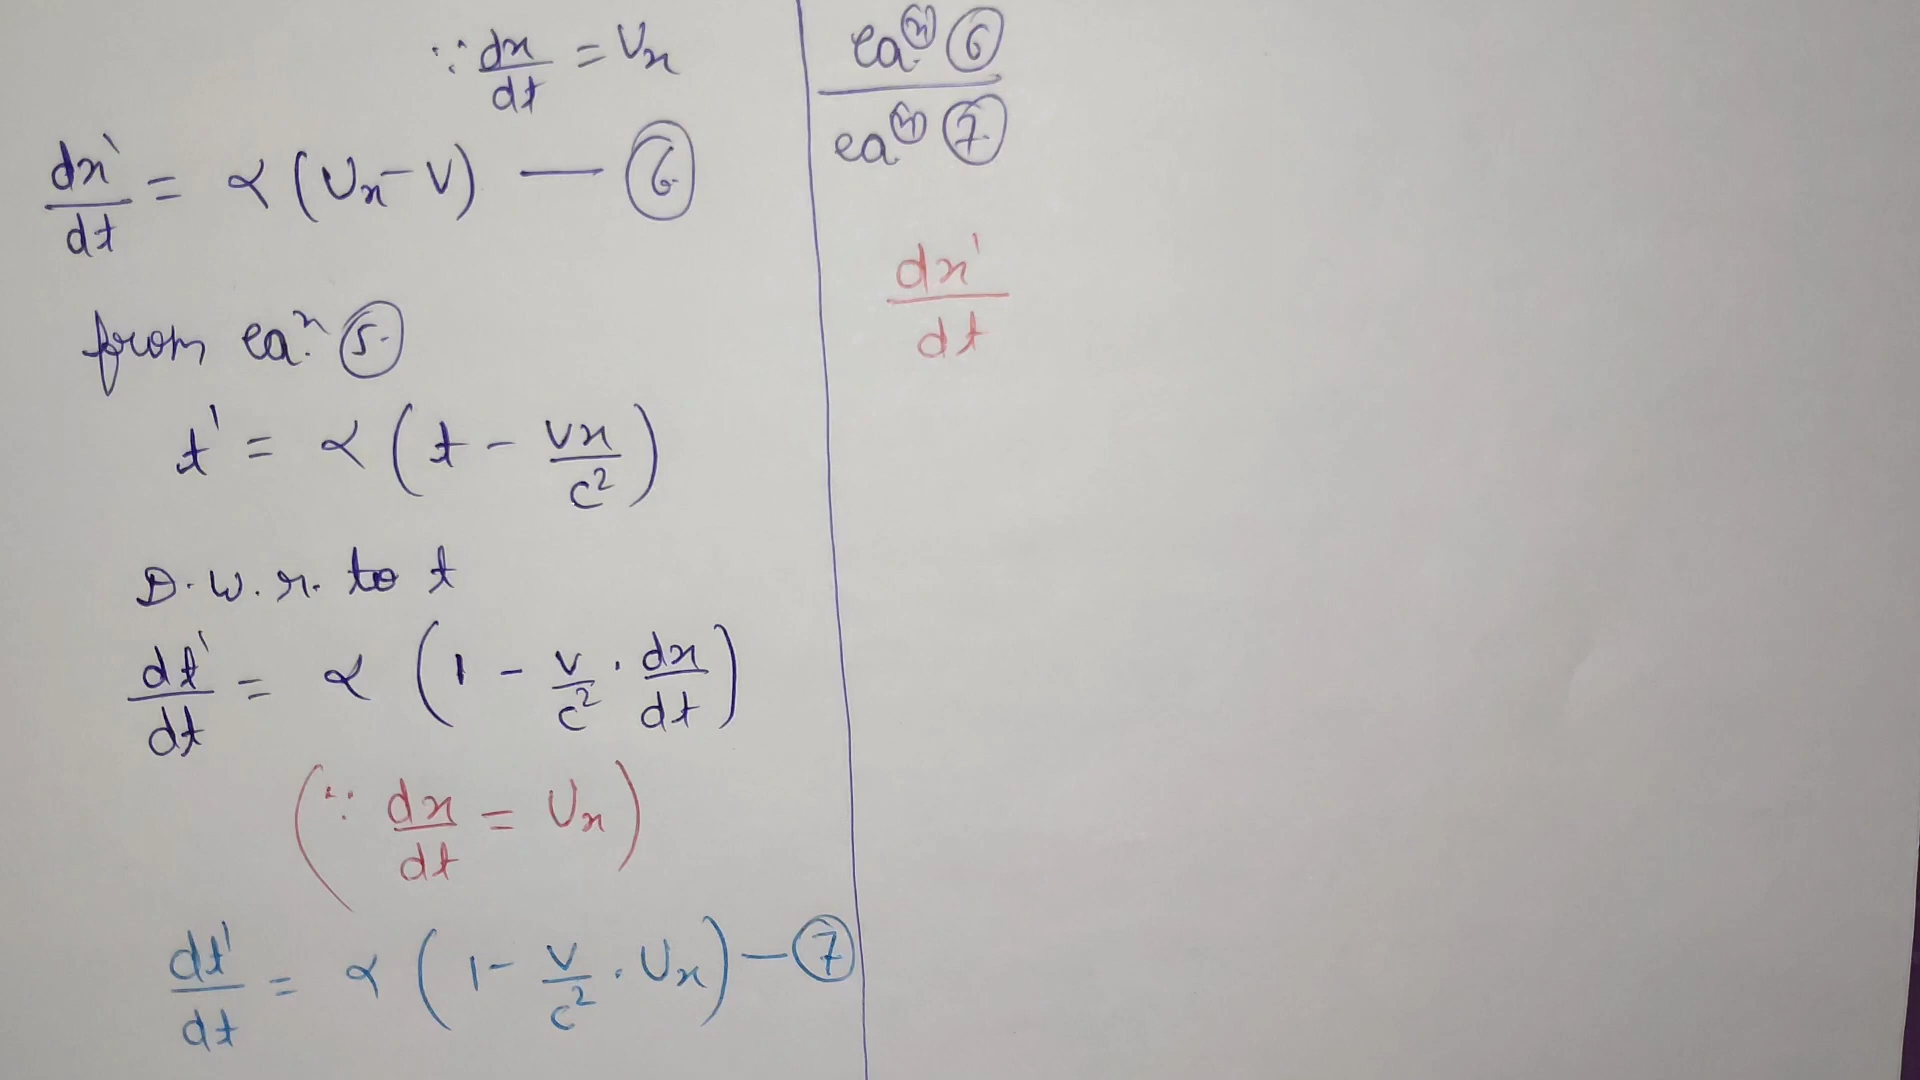 ∵ dx/dt = Ux
dx'/dt = α (Ux - V) — 6
from eqn 5
t' = α (t - Vx/c²)
D.w.r. to t
dt'/dt = α (1 - V/c² . dx/dt)
(∵ dx/dt = Ux)
dt'/dt = α (1 - V/c² . Ux) — 7
eqn 6
eqn 7
dx'
dt